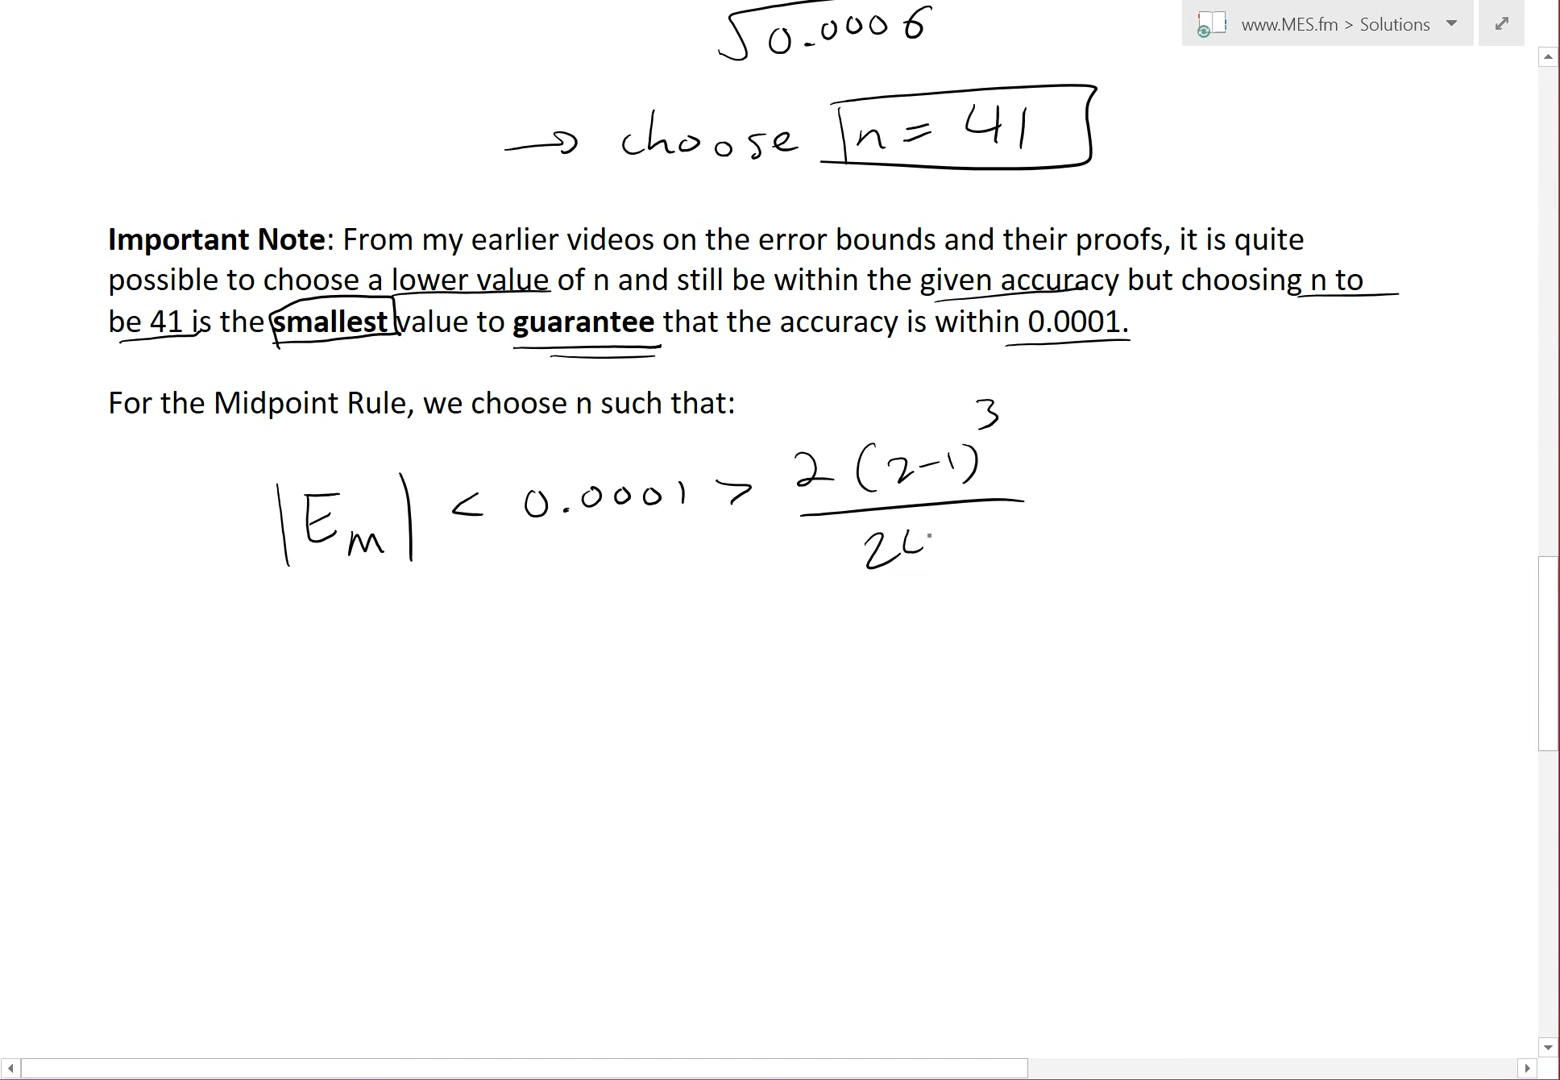 √0.0006
www.MES.fm > Solutions
→ choose n = 41
Important Note: From my earlier videos on the error bounds and their proofs, it is quite
possible to choose a lower value of n and still be within the given accuracy but choosing n to
be 41 is the smallest value to guarantee that the accuracy is within 0.0001.
For the Midpoint Rule, we choose n such that:
|E_M| < 0.0001 > 2(2-1)^3 / 2